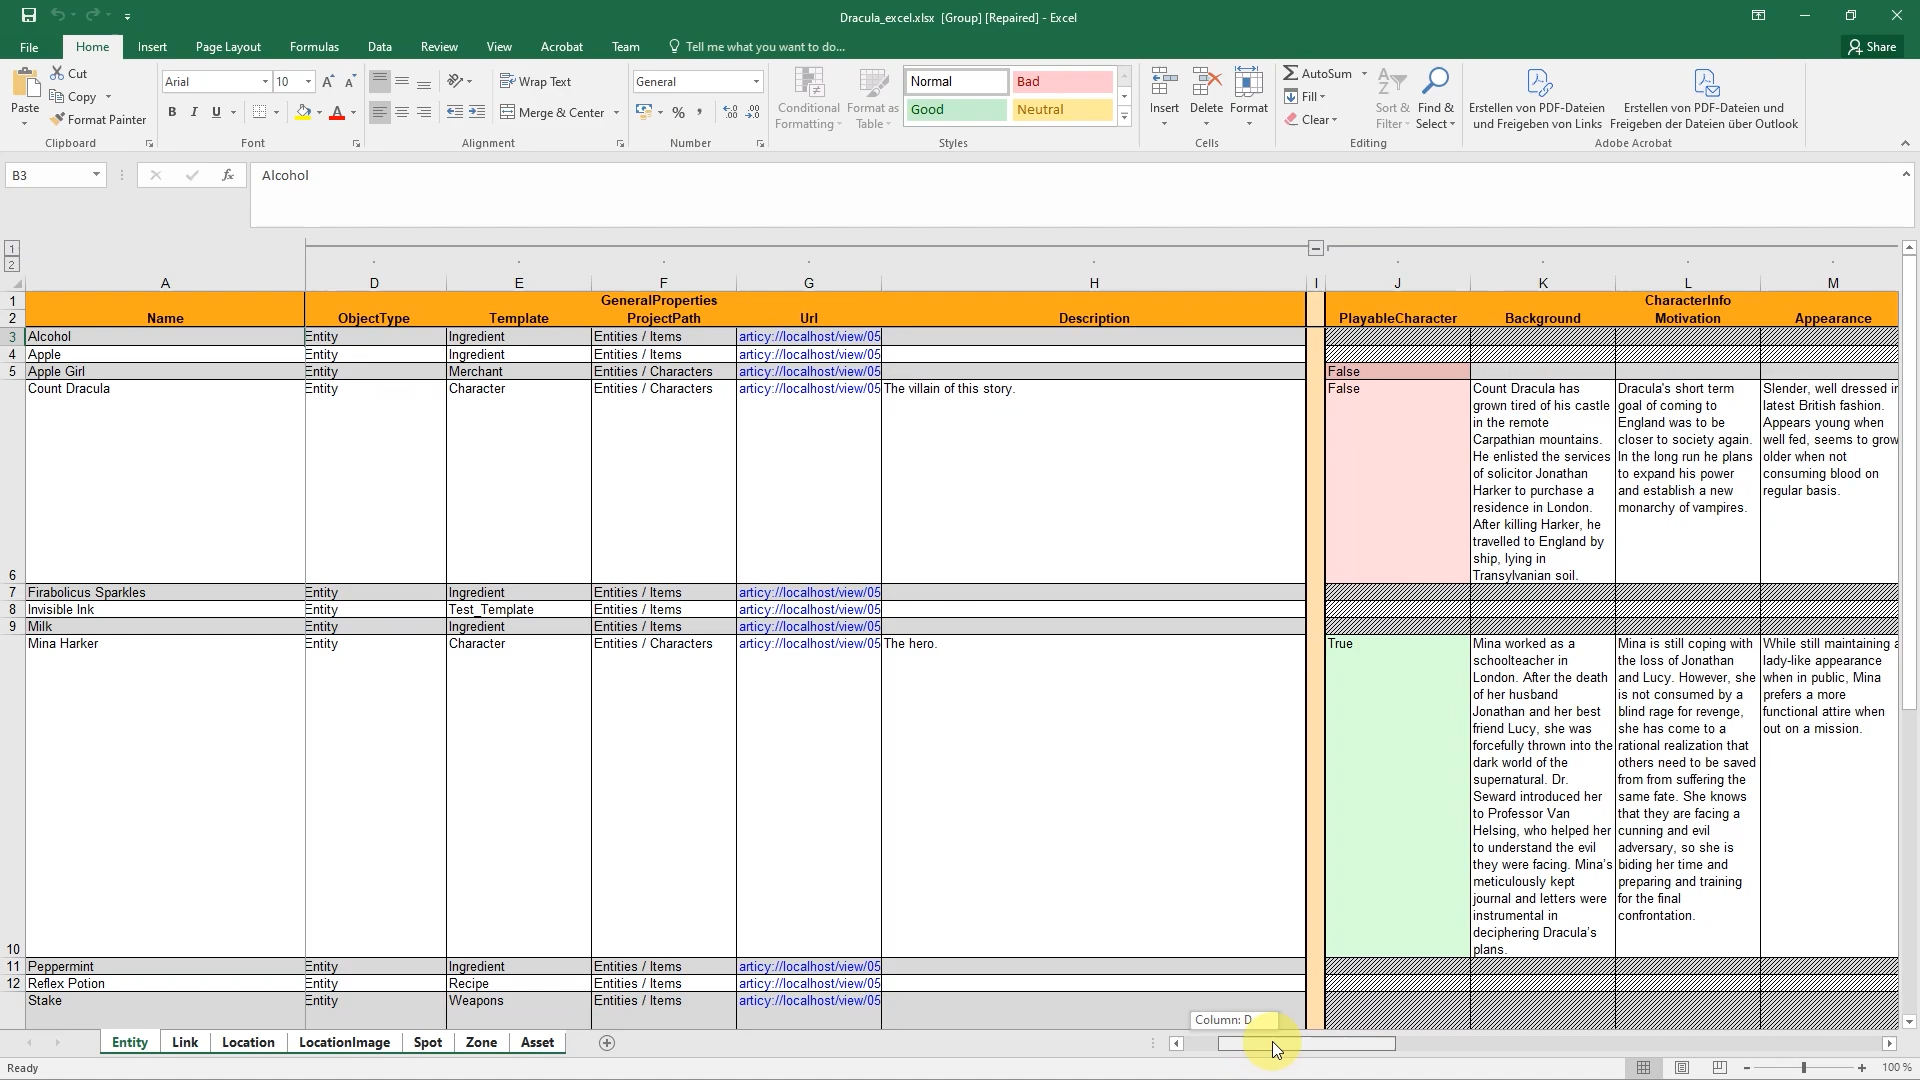 Dracula_excel.xlsx [Group] [Repaired] - Excel
File Home Insert Page Layout Formulas Data Review View Acrobat Team Tell me what you want to do... Share
Paste
Cut
Copy
Format Painter
Clipboard
Arial 10
B I U
Font
Wrap Text
Merge & Center
Alignment
General
%
Number
Conditional Formatting
Format as Table
Normal Bad
Good Neutral
Styles
Insert Delete Format
Cells
AutoSum
Fill
Clear
Sort & Filter
Find & Select
Editing
Erstellen von PDF-Dateien und Freigeben von Links
Erstellen von PDF-Dateien und Freigeben der Dateien über Outlook
Adobe Acrobat
B3 fx Alcohol
1
2
A D E F G H I J K L M
1 GeneralProperties CharacterInfo
2 Name ObjectType Template ProjectPath Url Description PlayableCharacter Background Motivation Appearance
3 Alcohol Entity Ingredient Entities / Items articy://localhost/view/05
4 Apple Entity Ingredient Entities / Items articy://localhost/view/05
5 Apple Girl Entity Merchant Entities / Characters articy://localhost/view/05 False
6 Count Dracula Entity Character Entities / Characters articy://localhost/view/05 The villain of this story. False
Count Dracula has
grown tired of his castle
in the remote
Carpathian mountains.
He enlisted the services
of solicitor Jonathan
Harker to purchase a
residence in London.
After killing Harker, he
travelled to England by
ship, lying in
Transylvanian soil.
Dracula's short term
goal of coming to
England was to be
closer to society again.
In the long run he plans
to expand his power
and establish a new
monarchy of vampires.
Slender, well dressed in
latest British fashion.
Appears young when
well fed, seems to grow
older when not
consuming blood on
regular basis.
7 Firabolicus Sparkles Entity Ingredient Entities / Items articy://localhost/view/05
8 Invisible Ink Entity Test_Template Entities / Items articy://localhost/view/05
9 Milk Entity Ingredient Entities / Items articy://localhost/view/05
10 Mina Harker Entity Character Entities / Characters articy://localhost/view/05 The hero. True
Mina worked as a
schoolteacher in
London. After the death
of her husband
Jonathan and her best
friend Lucy, she was
forcefully thrown into the
dark world of the
supernatural. Dr.
Seward introduced her
to Professor Van
Helsing, who helped her
to understand the evil
they were facing. Mina's
meticulously kept
journal and letters were
instrumental in
deciphering Dracula's
plans.
Mina is still coping with
the loss of Jonathan
and Lucy. However, she
is not consumed by a
blind rage for revenge,
she has come to a
rational realization that
others need to be saved
from from suffering the
same fate. She knows
that they are facing a
cunning and evil
adversary, so she is
biding her time and
preparing and training
for the final
confrontation.
While still maintaining a
lady-like appearance
when in public, Mina
prefers a more
functional attire when
out on a mission.
11 Peppermint Entity Ingredient Entities / Items articy://localhost/view/05
12 Reflex Potion Entity Recipe Entities / Items articy://localhost/view/05
Stake Entity Weapons Entities / Items articy://localhost/view/05
Column: D
Entity Link Location LocationImage Spot Zone Asset
Ready
100 %